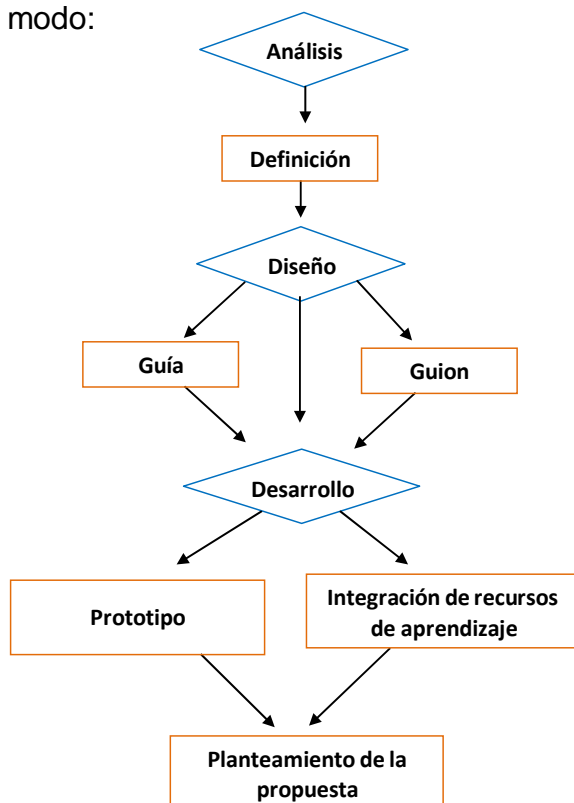 modo:
Análisis
Definición
Diseño
Guía
Guion
Desarrollo
Prototipo
Integración de recursos
de aprendizaje
Planteamiento de la
propuesta